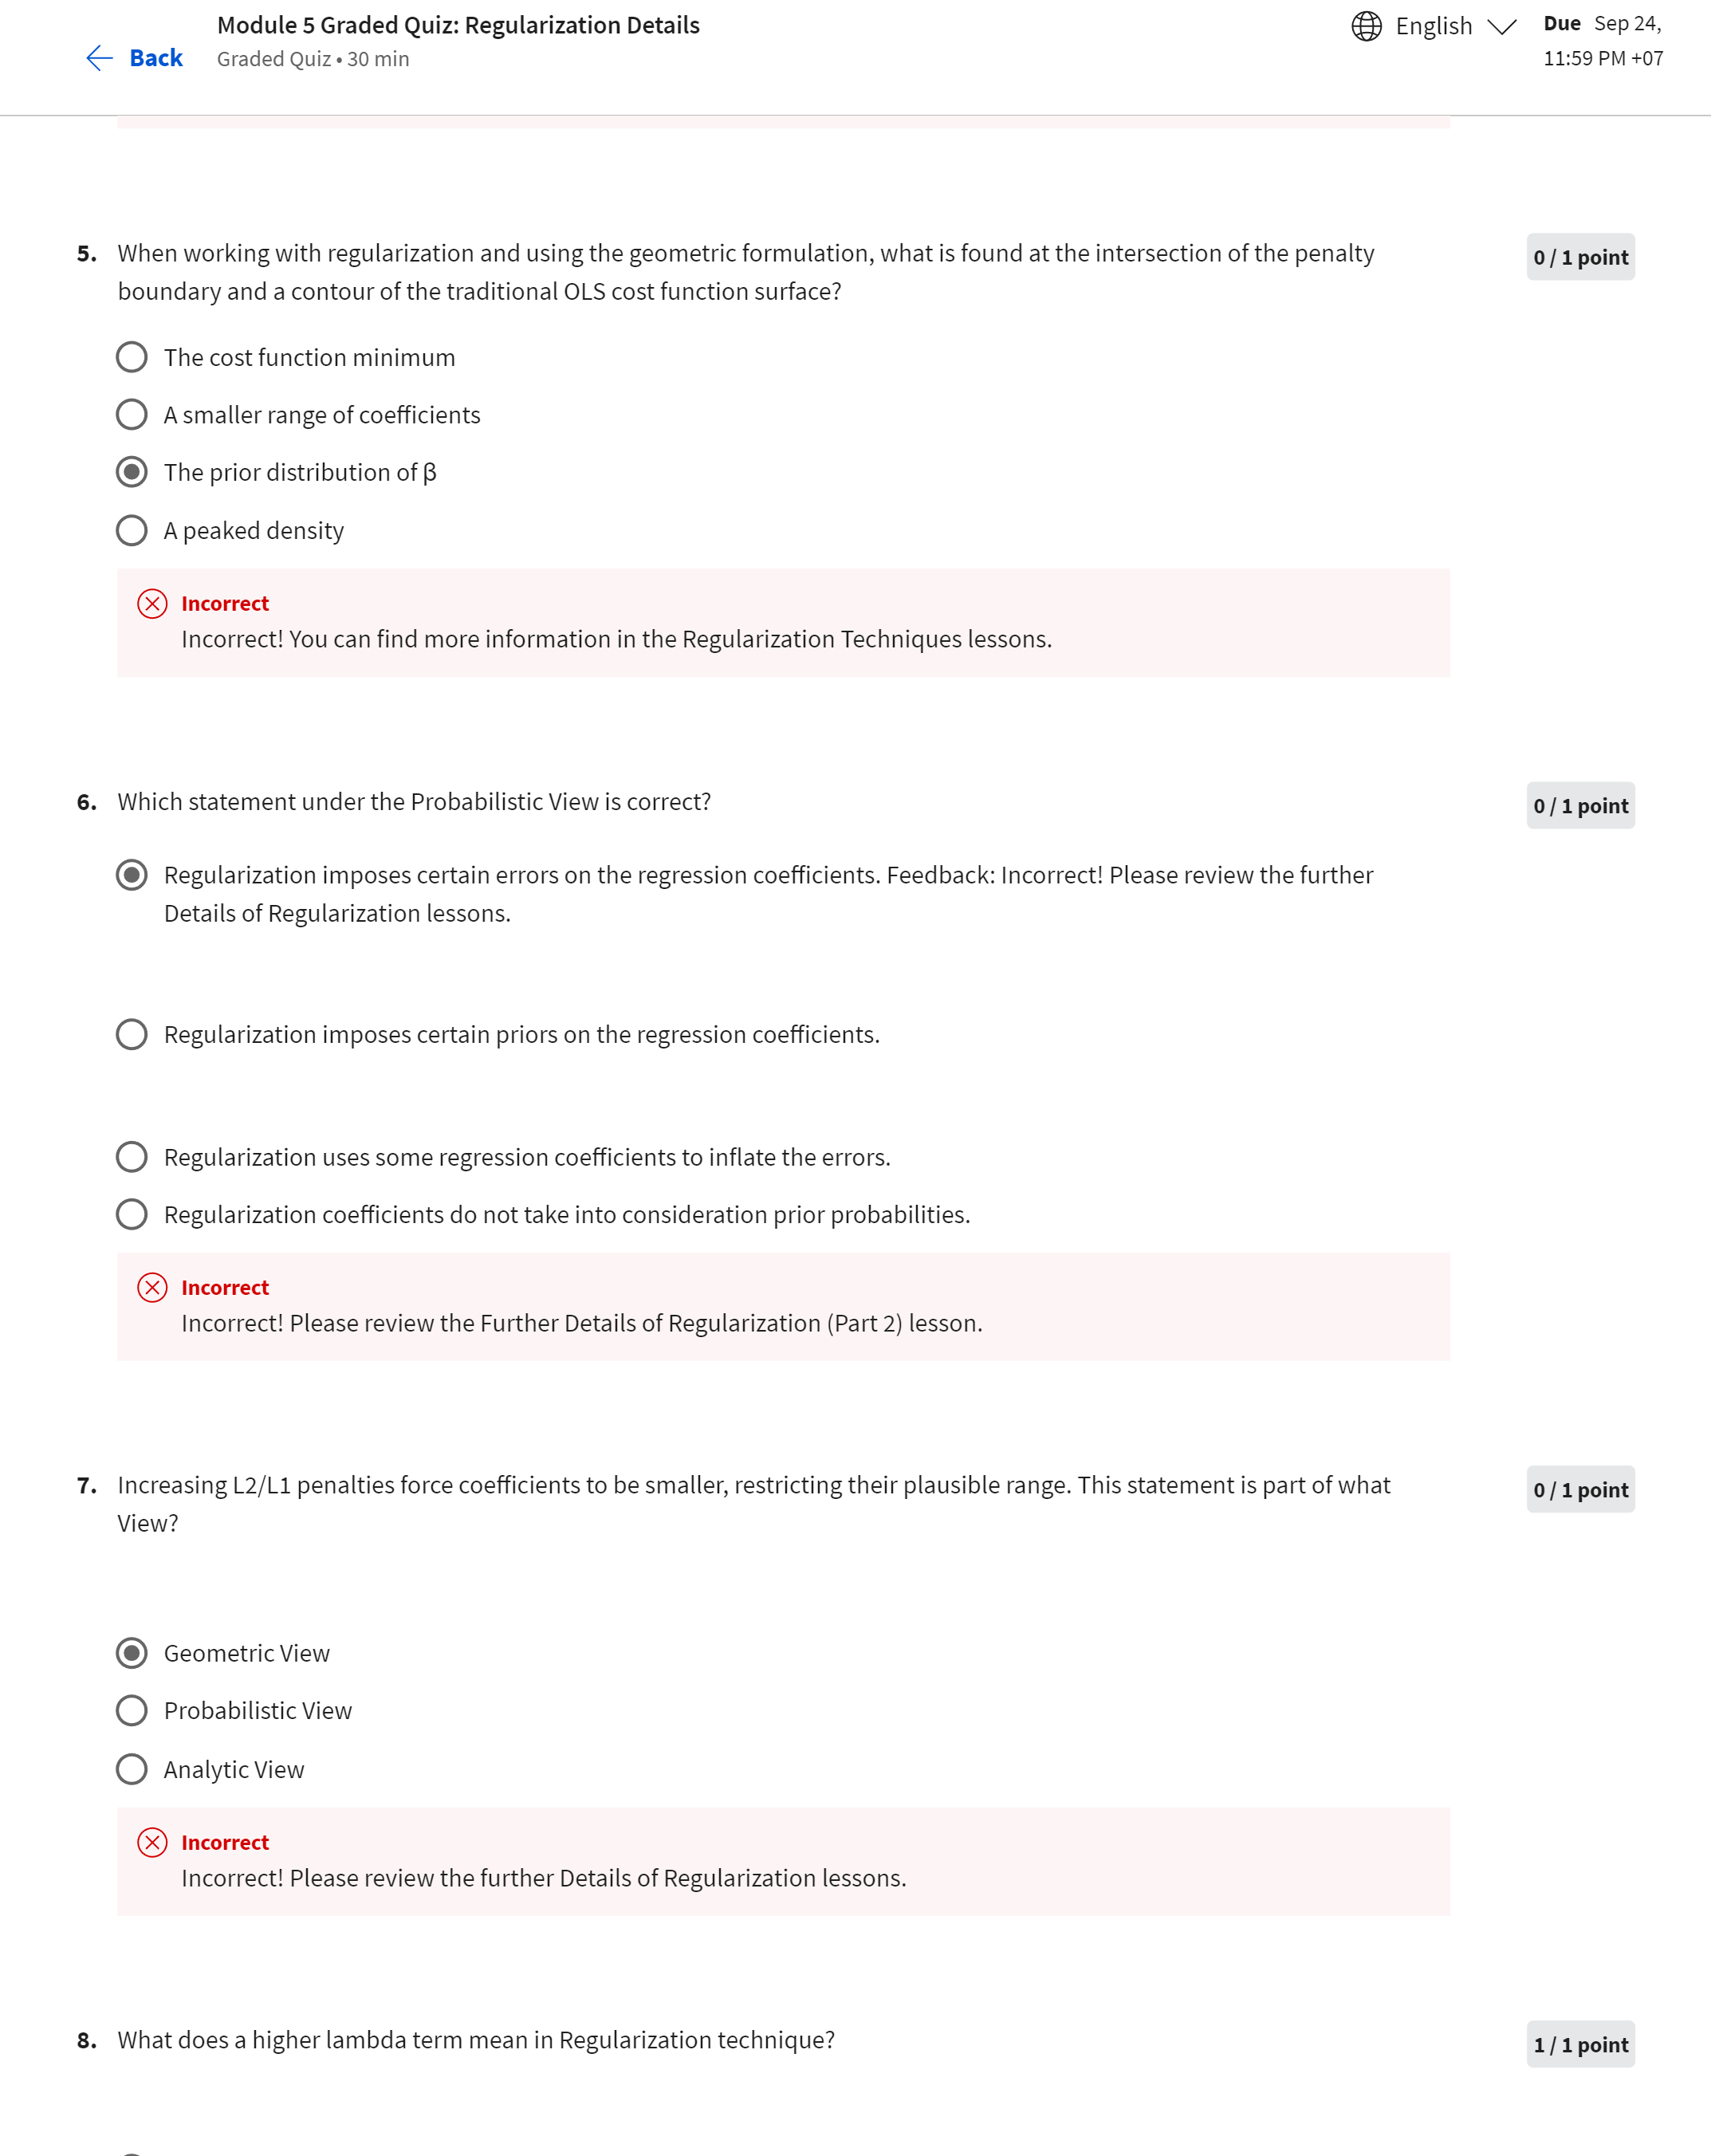 Module 5 Graded Quiz: Regularization Details
Back
Graded Quiz • 30 min
English
Due Sep 24,
11:59 PM +07
5. When working with regularization and using the geometric formulation, what is found at the intersection of the penalty
boundary and a contour of the traditional OLS cost function surface?
0 / 1 point
The cost function minimum
A smaller range of coefficients
The prior distribution of β
A peaked density
Incorrect
Incorrect! You can find more information in the Regularization Techniques lessons.
6. Which statement under the Probabilistic View is correct?
0 / 1 point
Regularization imposes certain errors on the regression coefficients. Feedback: Incorrect! Please review the further
Details of Regularization lessons.
Regularization imposes certain priors on the regression coefficients.
Regularization uses some regression coefficients to inflate the errors.
Regularization coefficients do not take into consideration prior probabilities.
Incorrect
Incorrect! Please review the Further Details of Regularization (Part 2) lesson.
7. Increasing L2/L1 penalties force coefficients to be smaller, restricting their plausible range. This statement is part of what
View?
0 / 1 point
Geometric View
Probabilistic View
Analytic View
Incorrect
Incorrect! Please review the further Details of Regularization lessons.
8. What does a higher lambda term mean in Regularization technique?
1 / 1 point